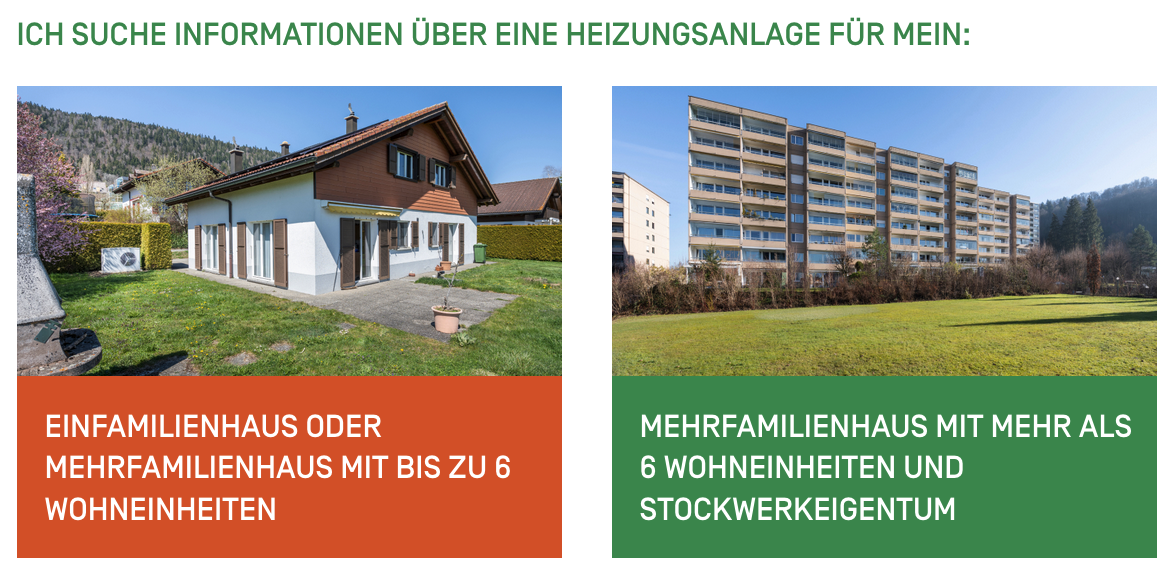 ICH SUCHE INFORMATIONEN ÜBER EINE HEIZUNGSANLAGE FÜR MEIN:
EINFAMILIENHAUS ODER
MEHRFAMILIENHAUS MIT BIS ZU 6
WOHNEINHEITEN
MEHRFAMILIENHAUS MIT MEHR ALS
6 WOHNEINHEITEN UND
STOCKWERKEIGENTUM